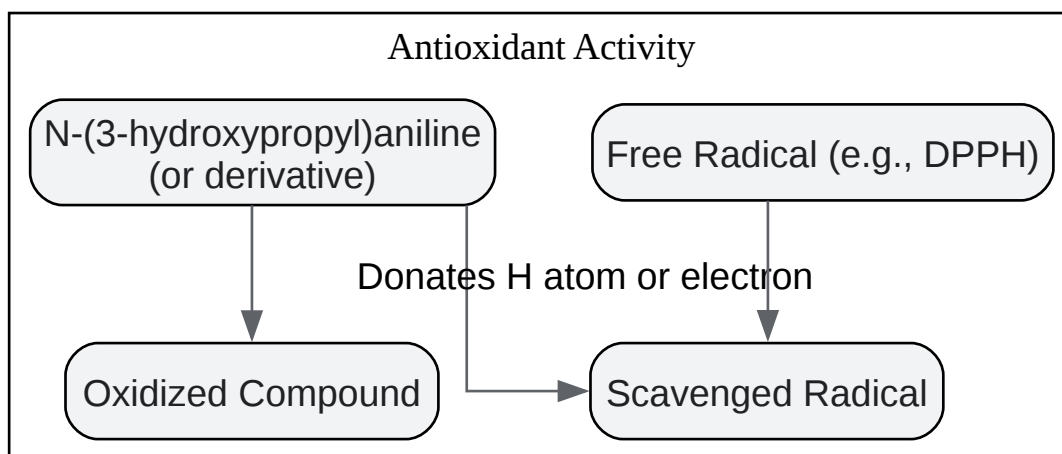 Antioxidant Activity
N-(3-hydroxypropyl)aniline
(or derivative)
Free Radical (e.g., DPPH)
Donates H atom or electron
Oxidized Compound
Scavenged Radical